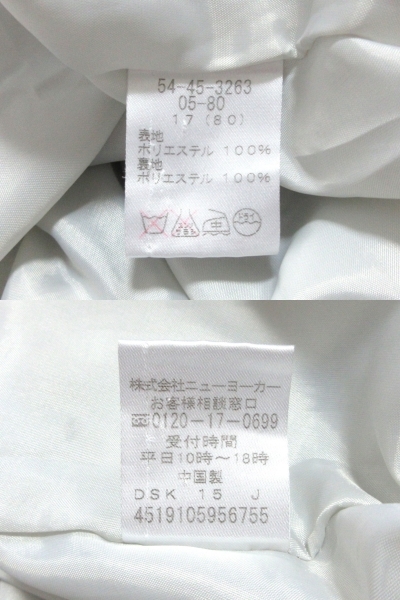 54-45-3263
05-80
17(80)
表地
ポリエステル 100%
裏地
ポリエステル 100%
ドライ
株式会社ニューヨーカー
お客様相談窓口
0120-17-0699
受付時間
平日10時～18時
中国製
DSK 15 J
4519105956755